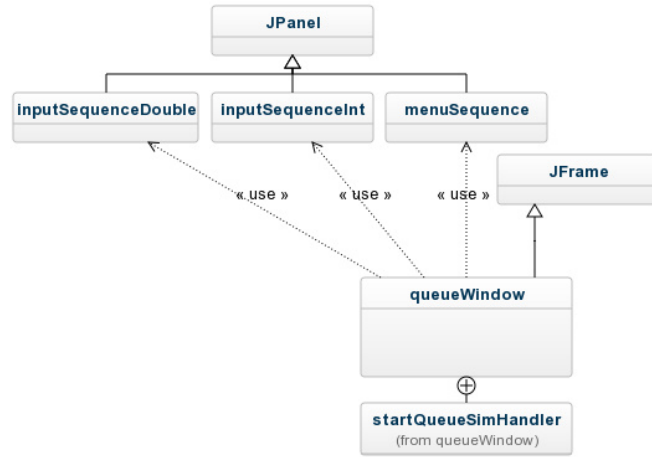 JPanel
inputSequenceDouble
inputSequenceInt
menuSequence
JFrame
« use »
« use »
« use »
queueWindow
startQueueSimHandler
(from queueWindow)